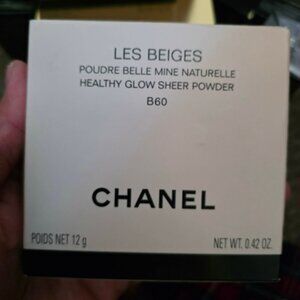 LES BEIGES
POUDRE BELLE MINE NATURELLE
HEALTHY GLOW SHEER POWDER
B60
CHANEL
POIDS NET 12 g NET WT. 0.42 OZ.